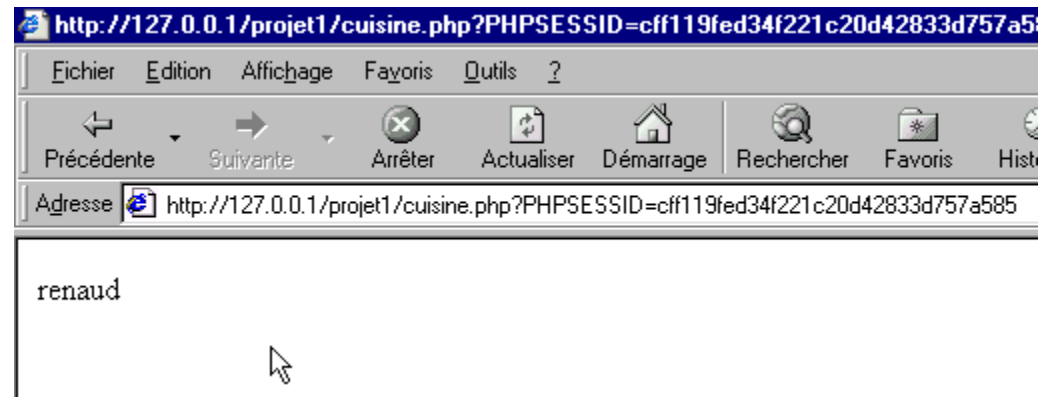 http://127.0.0.1/projet1/cuisine.php?PHPSESSID=cff119fed34f221c20d42833d757a5
Fichier Edition Affichage Favoris Outils ?
Précédente Suivante Arrêter Actualiser Démarrage Rechercher Favoris Hist
Adresse http://127.0.0.1/projet1/cuisine.php?PHPSESSID=cff119fed34f221c20d42833d757a585
renaud